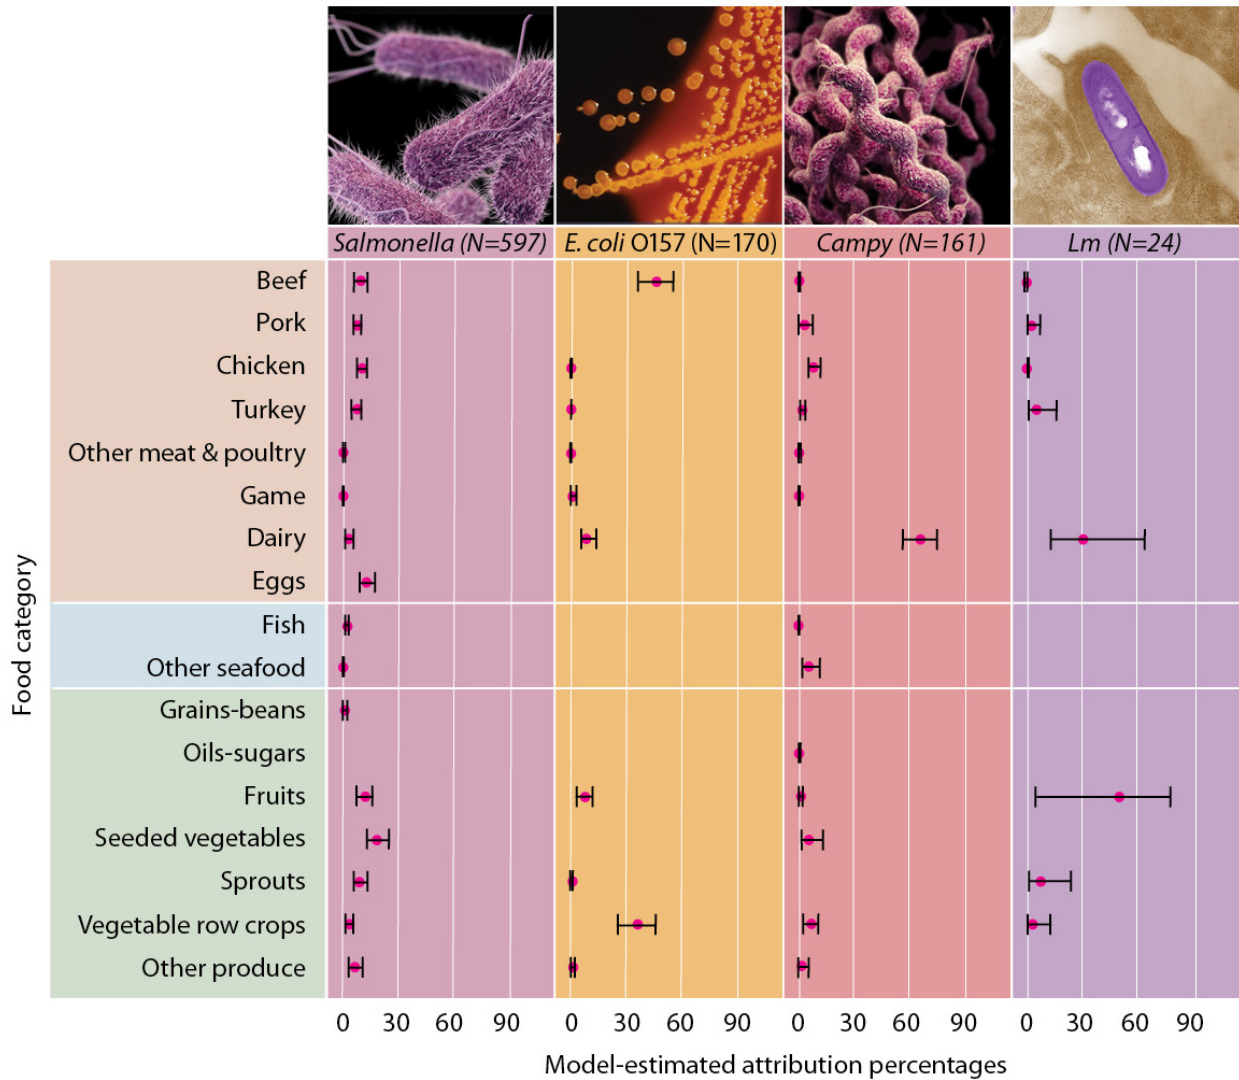 Salmonella (N=597) E. coli O157 (N=170) Campy (N=161) Lm (N=24)
Food category
Beef
Pork
Chicken
Turkey
Other meat & poultry
Game
Dairy
Eggs
Fish
Other seafood
Grains-beans
Oils-sugars
Fruits
Seeded vegetables
Sprouts
Vegetable row crops
Other produce
0 30 60 90 0 30 60 90 0 30 60 90 0 30 60 90
Model-estimated attribution percentages